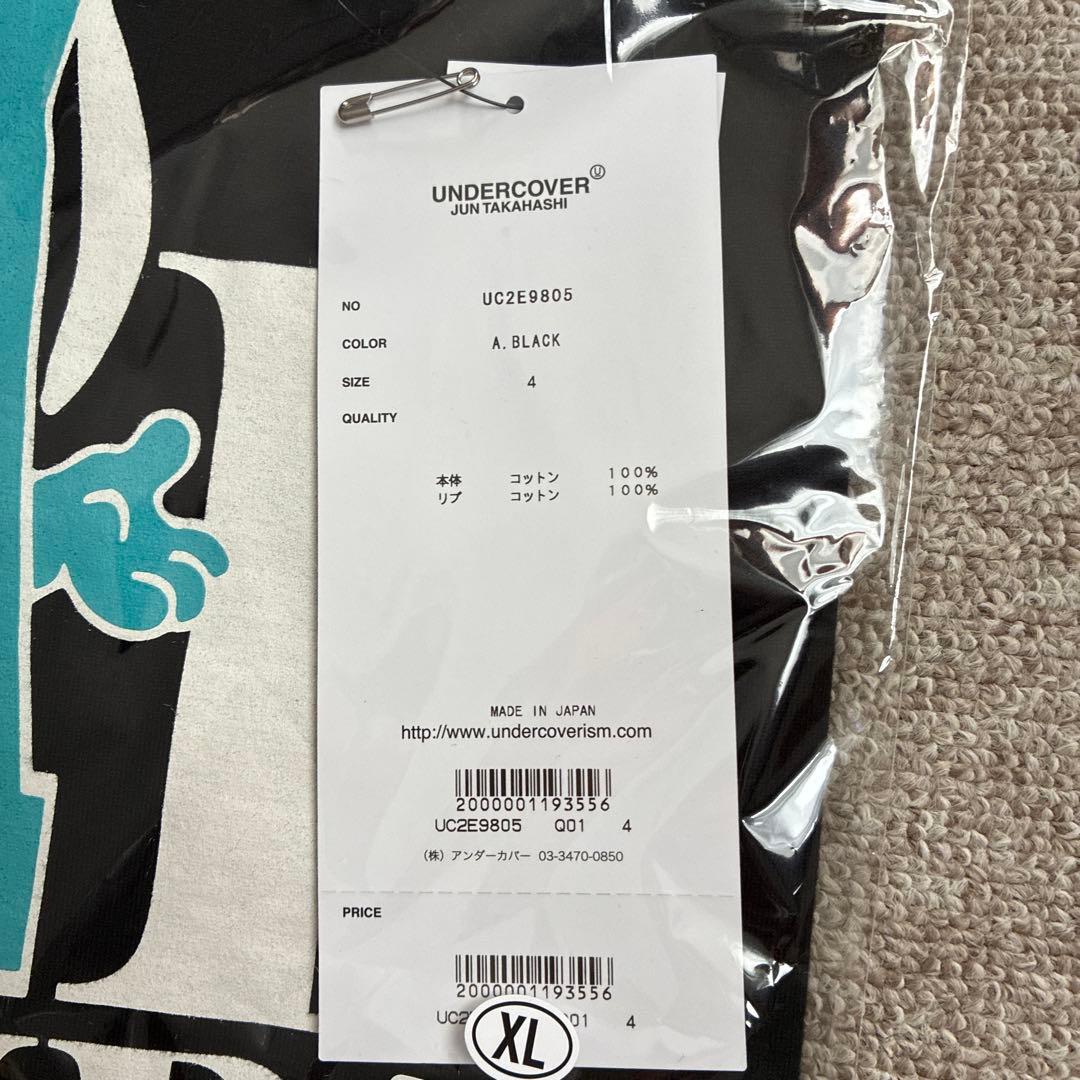 UNDERCOVER Ⓤ
JUN TAKAHASHI
NO UC2E9805
COLOR A. BLACK
SIZE 4
QUALITY
本体 コットン 100%
リブ コットン 100%
MADE IN JAPAN
http://www.undercoverism.com
2000001193556
UC2E9805 Q01 4
(株) アンダーカバー 03-3470-0850
PRICE
2000001193556
UC2 01 4
XL